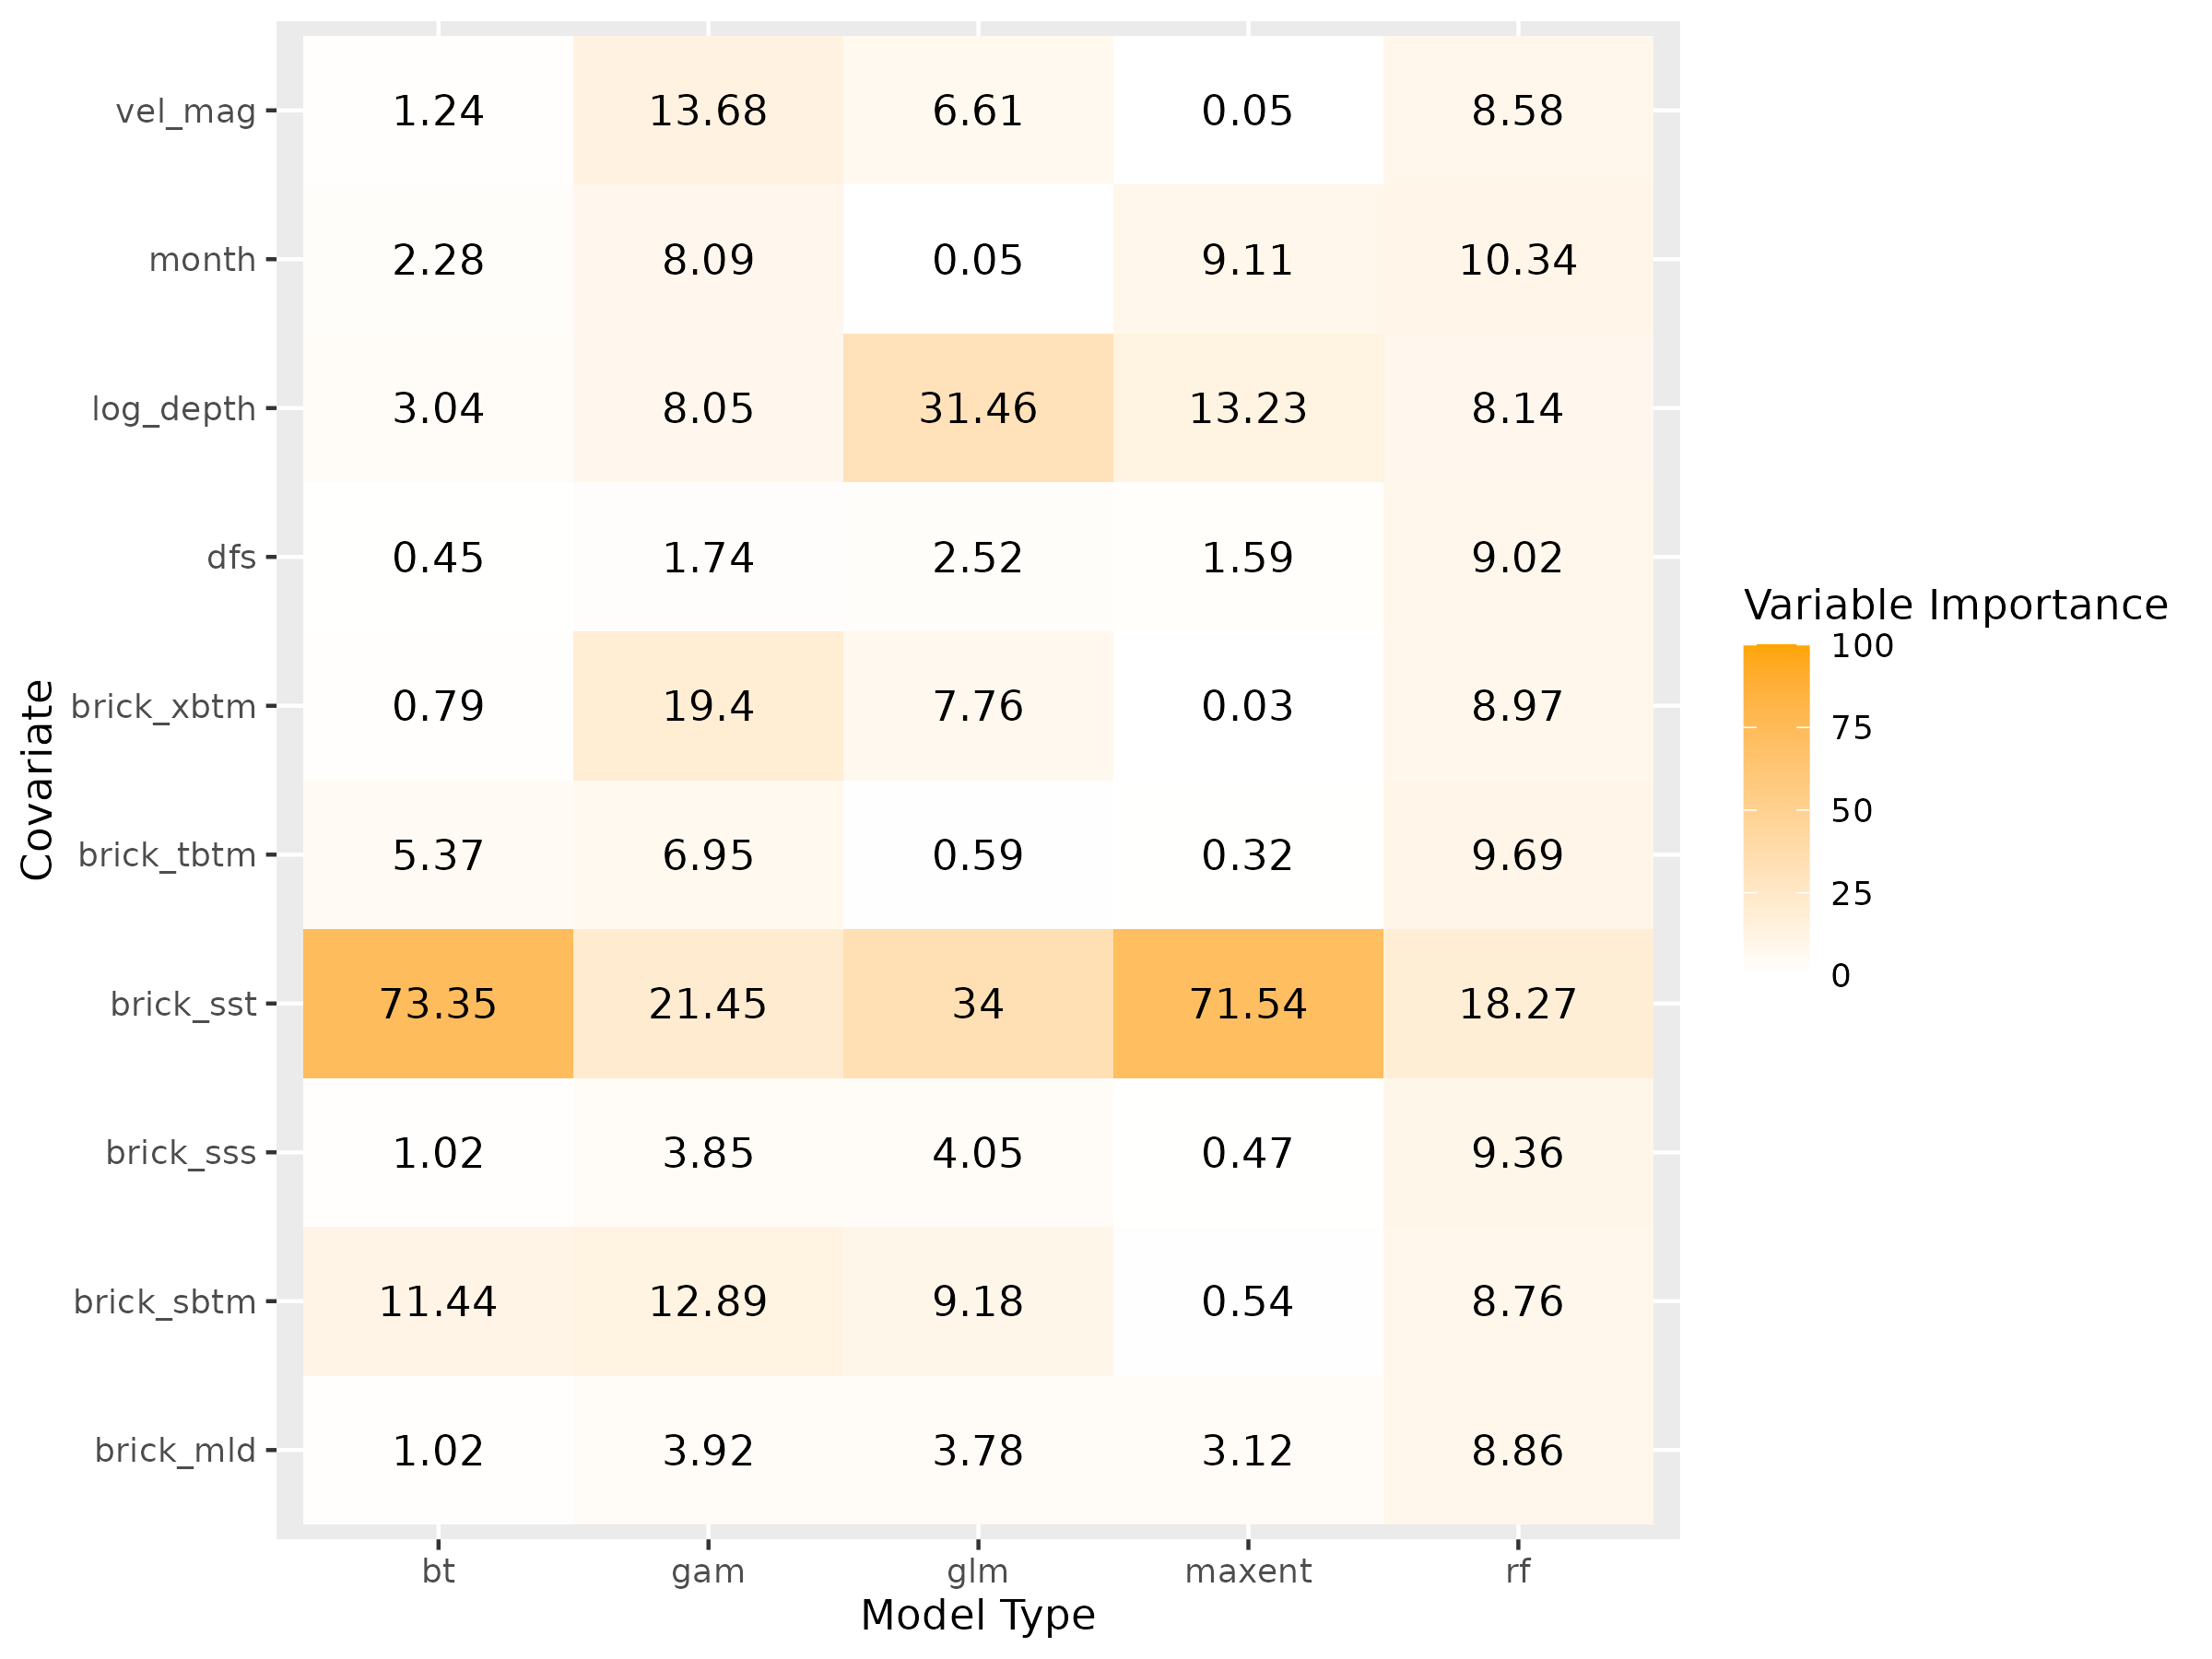 vel_mag 1.24 13.68 6.61 0.05 8.58
month 2.28 8.09 0.05 9.11 10.34
log_depth 3.04 8.05 31.46 13.23 8.14
dfs 0.45 1.74 2.52 1.59 9.02
brick_xbtm 0.79 19.4 7.76 0.03 8.97
brick_tbtm 5.37 6.95 0.59 0.32 9.69
brick_sst 73.35 21.45 34 71.54 18.27
brick_sss 1.02 3.85 4.05 0.47 9.36
brick_sbtm 11.44 12.89 9.18 0.54 8.76
brick_mld 1.02 3.92 3.78 3.12 8.86
bt gam glm maxent rf
Model Type
Covariate
Variable Importance
100
75
50
25
0